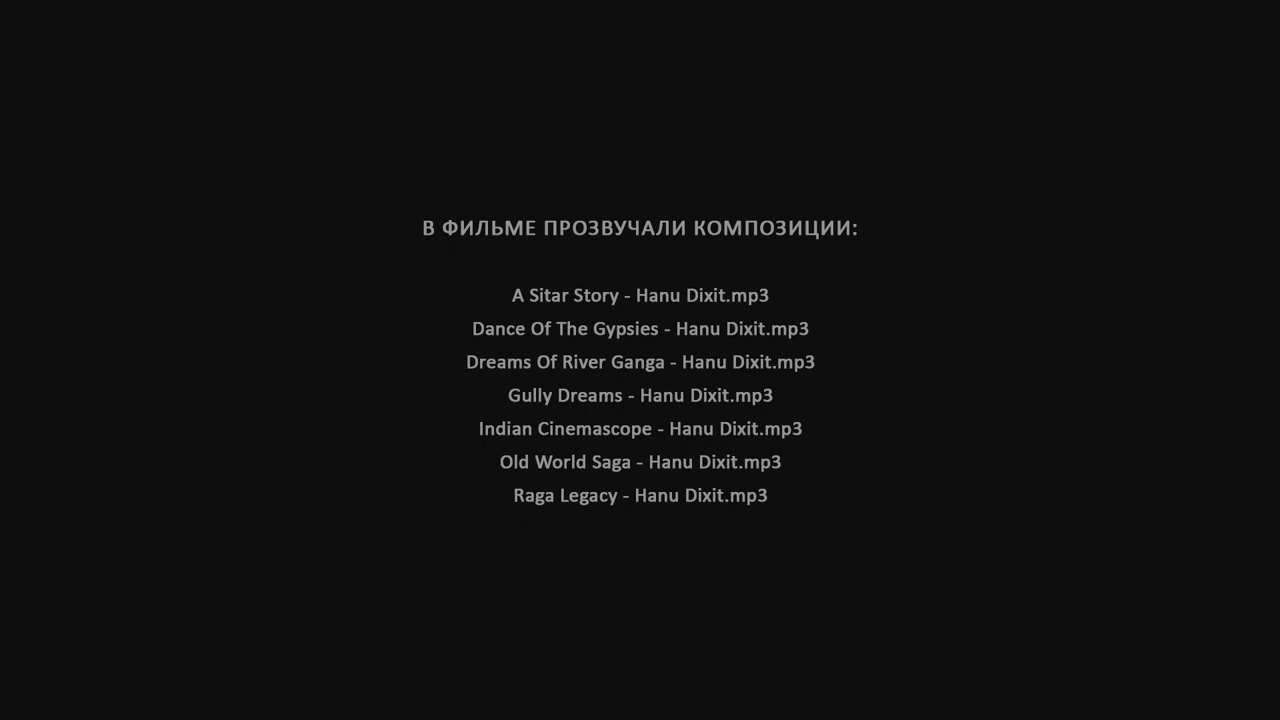 В ФИЛЬМЕ ПРОЗВУЧАЛИ КОМПОЗИЦИИ:
A Sitar Story - Hanu Dixit.mp3
Dance Of The Gypsies - Hanu Dixit.mp3
Dreams Of River Ganga - Hanu Dixit.mp3
Gully Dreams - Hanu Dixit.mp3
Indian Cinemascope - Hanu Dixit.mp3
Old World Saga - Hanu Dixit.mp3
Raga Legacy - Hanu Dixit.mp3